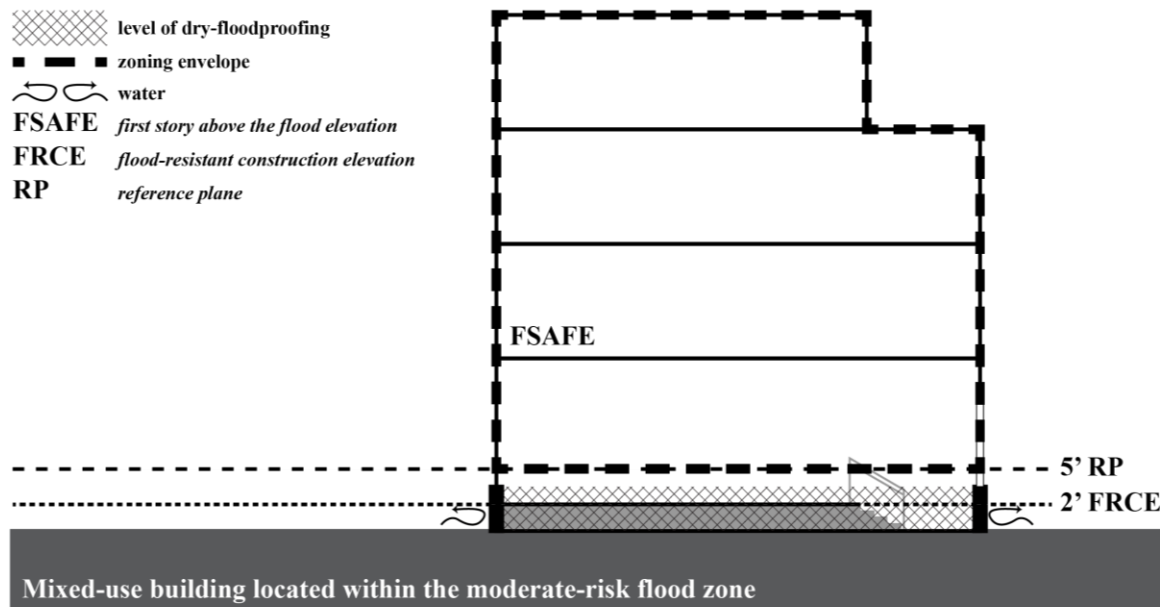 level of dry-floodproofing
zoning envelope
water
FSAFE first story above the flood elevation
FRCE flood-resistant construction elevation
RP reference plane
FSAFE
5’ RP
2’ FRCE
Mixed-use building located within the moderate-risk flood zone